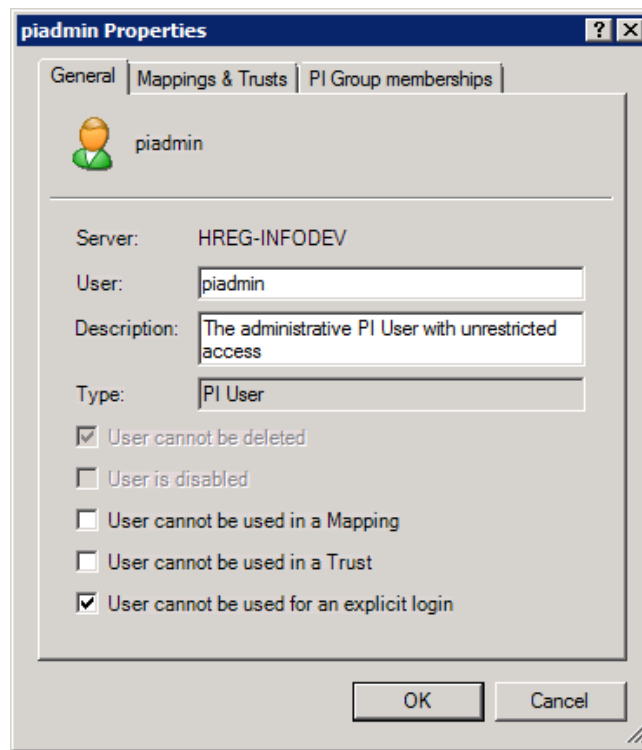 piadmin Properties
General Mappings & Trusts PI Group memberships
piadmin
Server: HREG-INFODEV
User: piadmin
Description: The administrative PI User with unrestricted
access
Type: PI User
User cannot be deleted
User is disabled
User cannot be used in a Mapping
User cannot be used in a Trust
User cannot be used for an explicit login
OK Cancel